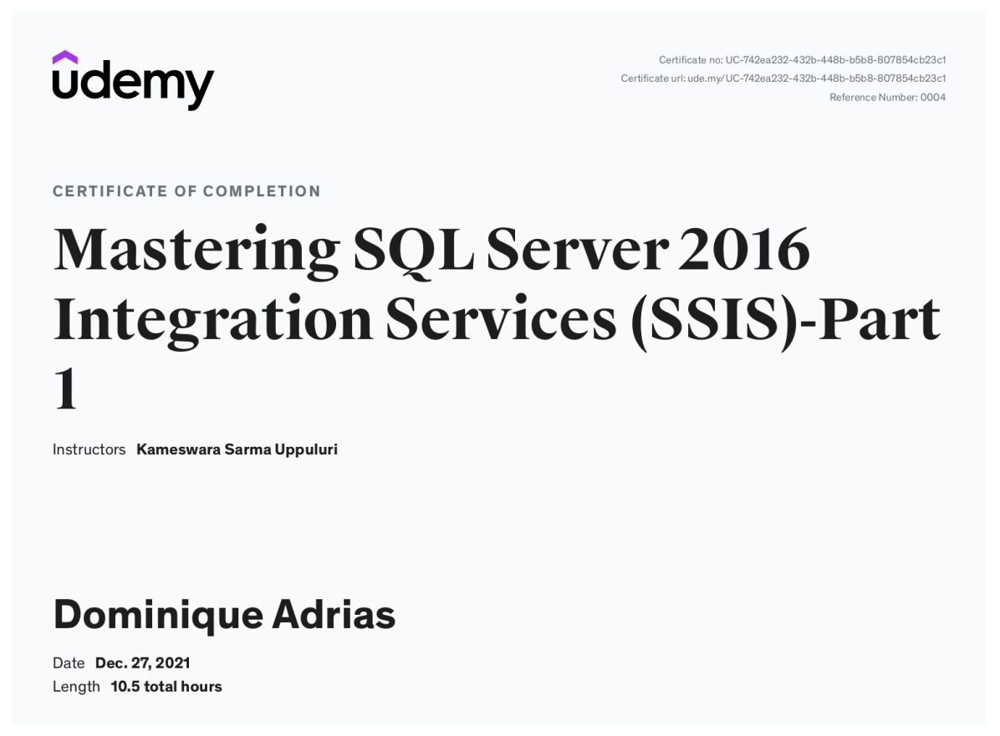 udemy
Certificate no: UC-742ea232-432b-448b-b5b8-807854cb23c1
Certificate url: ude.my/UC-742ea232-432b-448b-b5b8-807854cb23c1
Reference Number: 0004
CERTIFICATE OF COMPLETION
Mastering SQL Server 2016
Integration Services (SSIS)-Part
1
Instructors Kameswara Sarma Uppuluri
Dominique Adrias
Date Dec. 27, 2021
Length 10.5 total hours